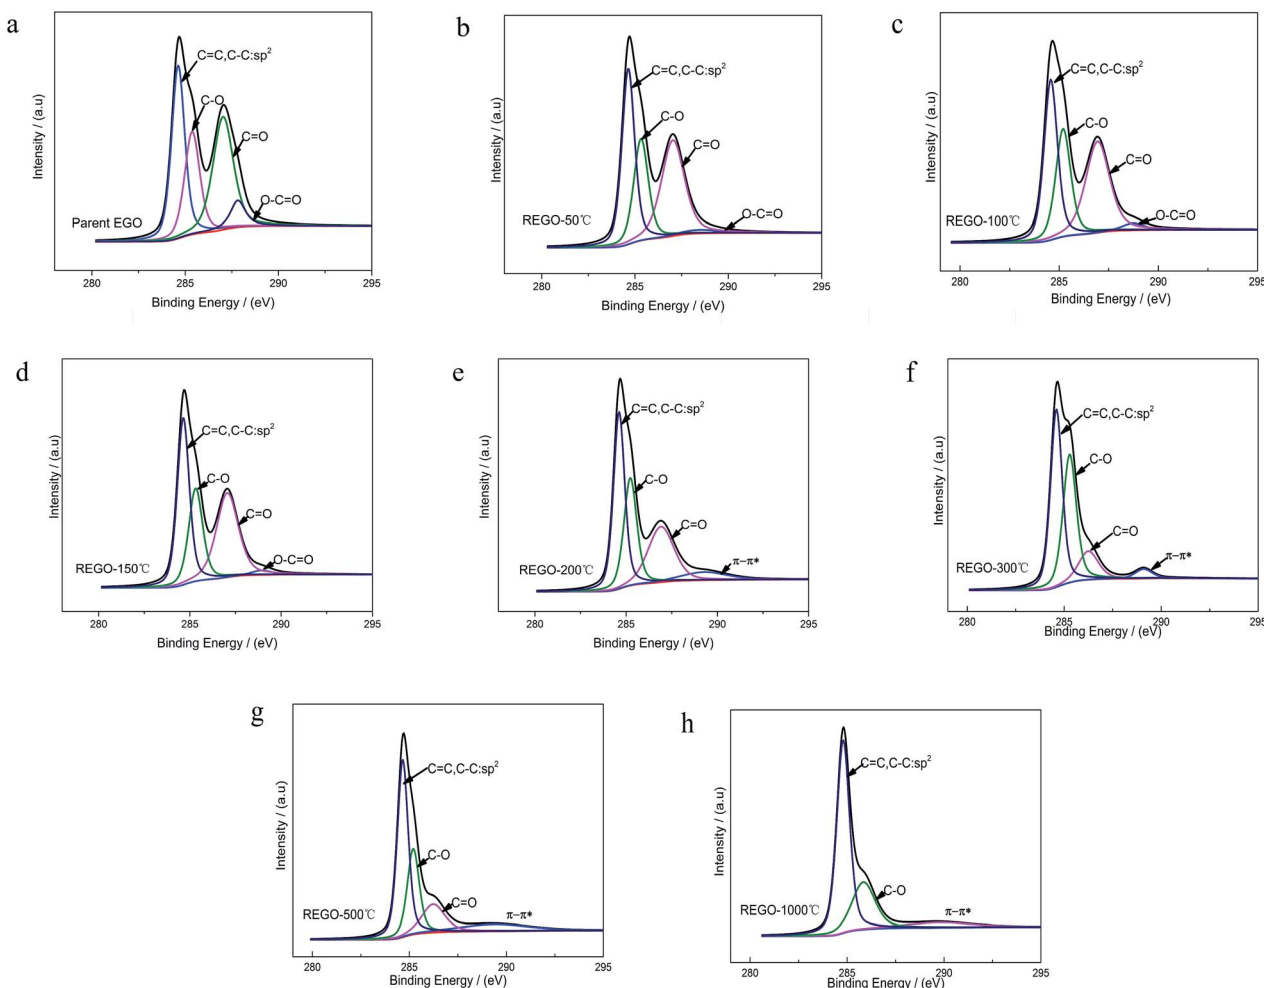 a
C=C,C-C:sp²
C-O
C=O
O-C=O
Parent EGO
Intensity / (a.u)
280 285 290 295
Binding Energy / (eV)
b
C=C,C-C:sp²
C-O
C=O
O-C=O
REGO-50℃
Intensity / (a.u)
280 285 290 295
Binding Energy / (eV)
c
C=C,C-C:sp²
C-O
C=O
O-C=O
REGO-100℃
Intensity / (a.u)
280 285 290 295
Binding Energy / (eV)
d
C=C,C-C:sp²
C-O
C=O
O-C=O
REGO-150℃
Intensity / (a.u)
280 285 290 295
Binding Energy / (eV)
e
C=C,C-C:sp²
C-O
C=O
π-π*
REGO-200℃
Intensity / (a.u)
280 285 290 295
Binding Energy / (eV)
f
C=C,C-C:sp²
C-O
C=O
π-π*
REGO-300℃
Intensity / (a.u)
280 285 290 295
Binding Energy / (eV)
g
C=C,C-C:sp²
C-O
C=O
π-π*
REGO-500℃
Intensity / (a.u)
280 285 290 295
Binding Energy / (eV)
h
C=C,C-C:sp²
C-O
π-π*
REGO-1000℃
Intensity / (a.u)
280 285 290 295
Binding Energy / (eV)